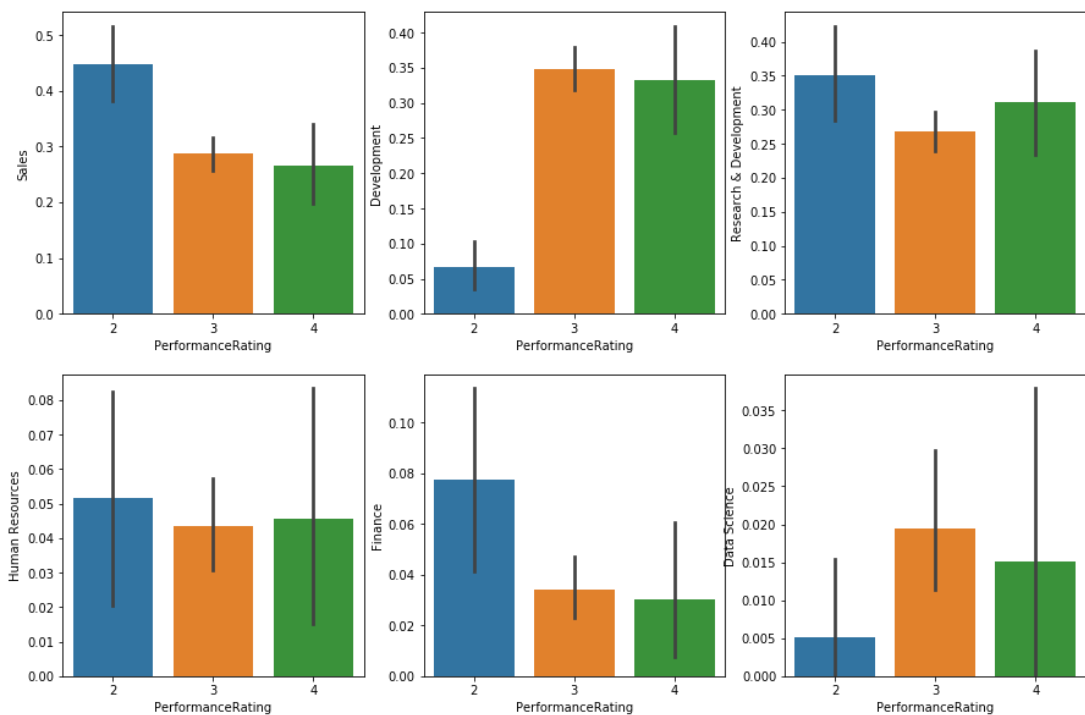 Sales
0.5
0.4
0.3
0.2
0.1
0.0
2 3 4
PerformanceRating
Development
0.40
0.35
0.30
0.25
0.20
0.15
0.10
0.05
0.00
2 3 4
PerformanceRating
Research & Development
0.40
0.35
0.30
0.25
0.20
0.15
0.10
0.05
0.00
2 3 4
PerformanceRating
Human Resources
0.08
0.07
0.06
0.05
0.04
0.03
0.02
0.01
0.00
2 3 4
PerformanceRating
Finance
0.10
0.08
0.06
0.04
0.02
0.00
2 3 4
PerformanceRating
Data Science
0.035
0.030
0.025
0.020
0.015
0.010
0.005
0.000
2 3 4
PerformanceRating